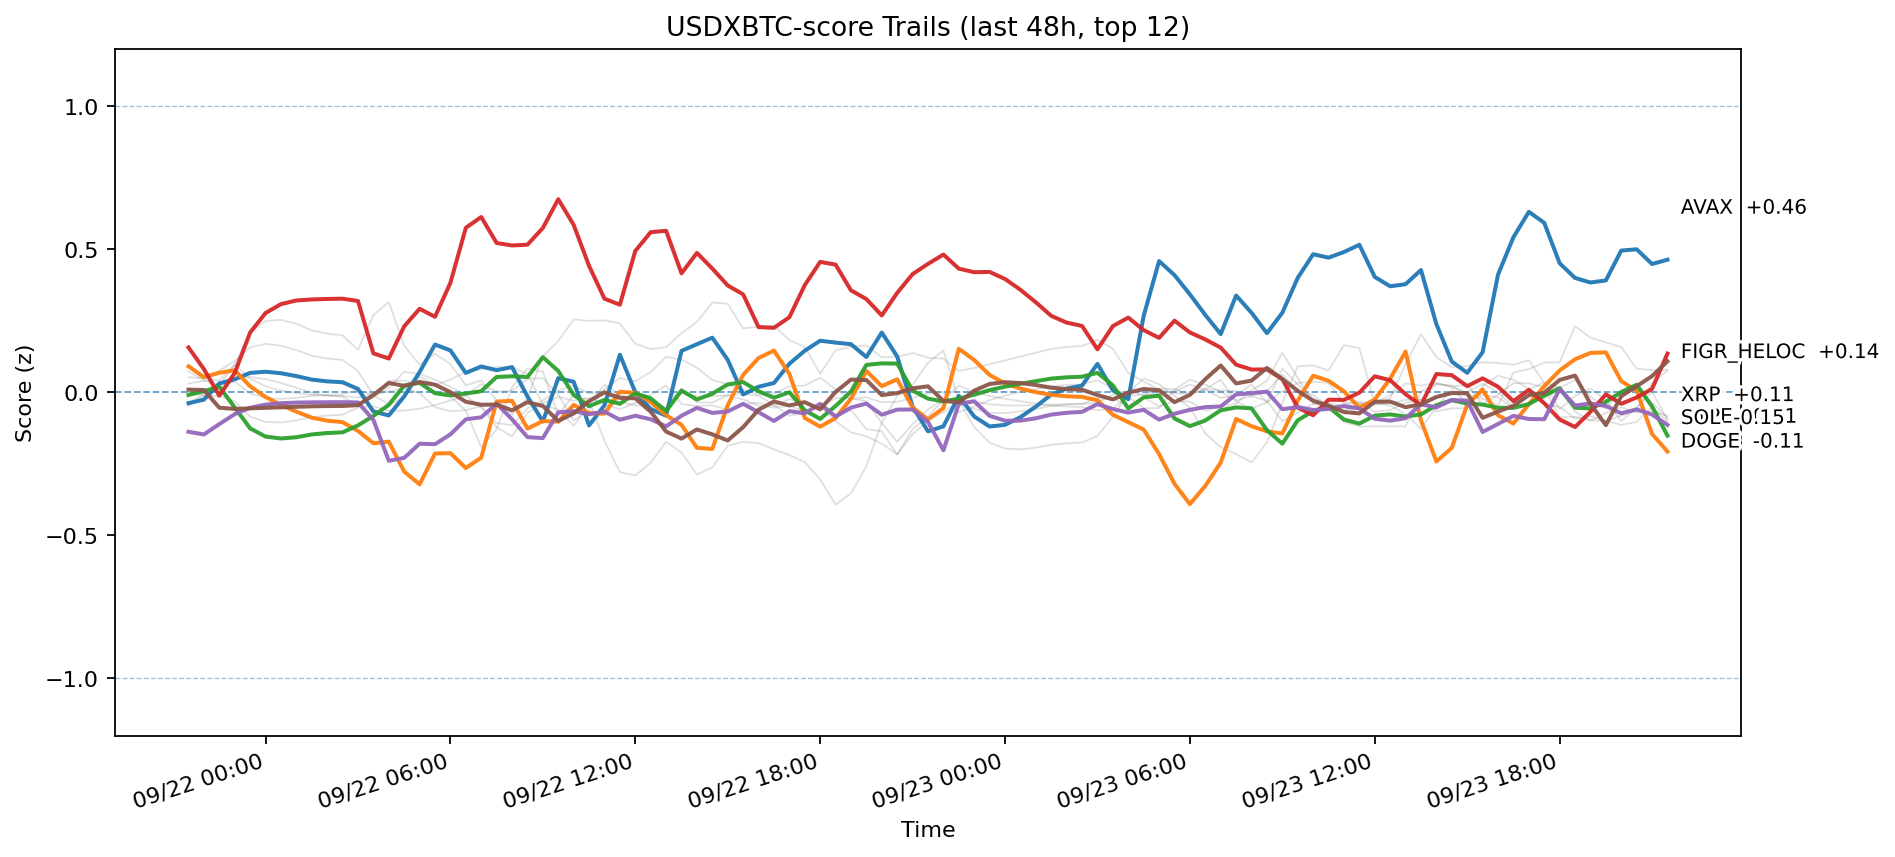 USDXBTC-score Trails (last 48h, top 12)
Score (z)
1.0
0.5
0.0
−0.5
−1.0
AVAX +0.46
FIGR_HELOC +0.14
XRP +0.11
DOGE -0.11
09/22 00:00
09/22 06:00
09/22 12:00
09/22 18:00
09/23 00:00
09/23 06:00
09/23 12:00
09/23 18:00
Time